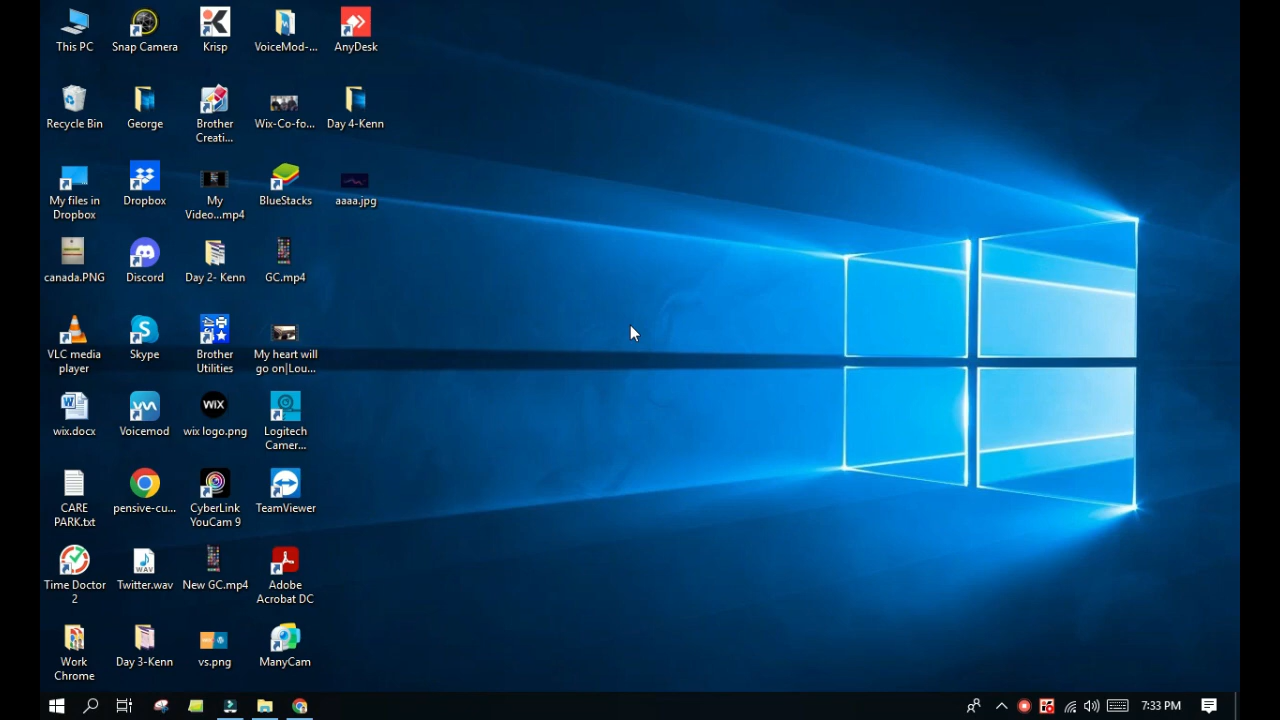 This PC
Snap Camera
Krisp
VoiceMod-...
AnyDesk
Recycle Bin
George
Brother
Creati...
Wix-Co-fo...
Day 4-Kenn
My files in
Dropbox
Dropbox
My
Video...mp4
BlueStacks
aaaa.jpg
canada.PNG
Discord
Day 2- Kenn
GC.mp4
VLC media
player
Skype
Brother
Utilities
My heart will
go on|Lou...
wix.docx
Voicemod
WiX
wix logo.png
Logitech
Camer...
CARE
PARK.txt
pensive-cu...
CyberLink
YouCam 9
TeamViewer
Time Doctor
2
WAV
Twitter.wav
New GC.mp4
Adobe
Acrobat DC
Work
Chrome
Day 3-Kenn
vs.png
ManyCam
7:33 PM